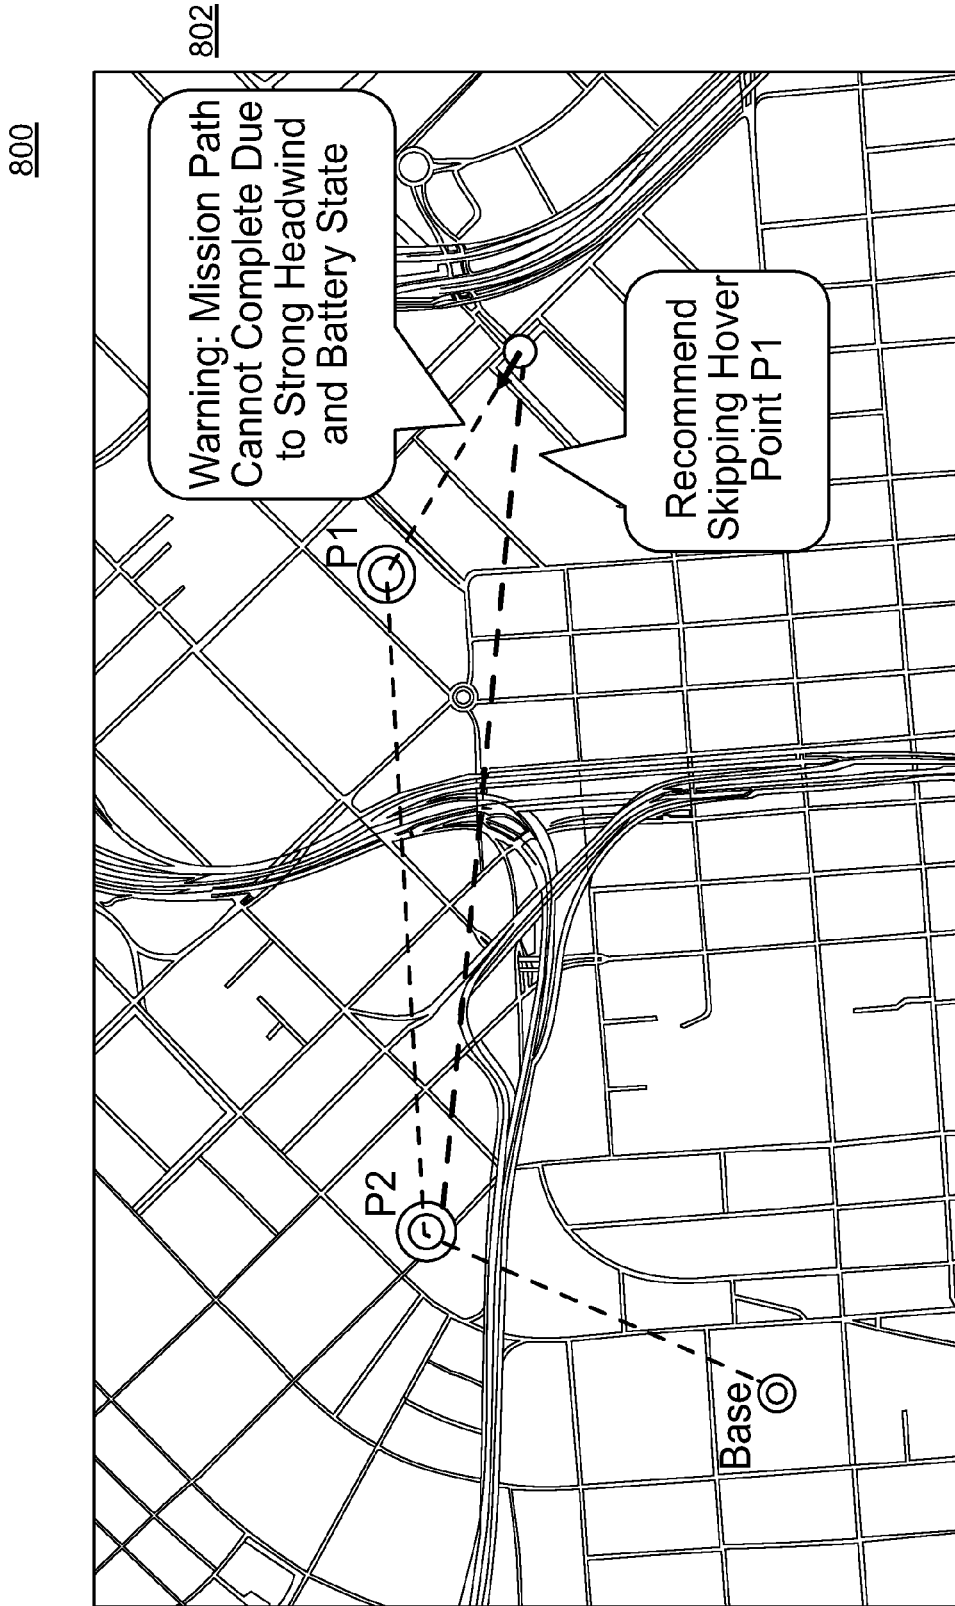 800
802
Warning: Mission Path
Cannot Complete Due
to Strong Headwind
and Battery State
P1
Recommend
Skipping Hover
Point P1
P2
Base